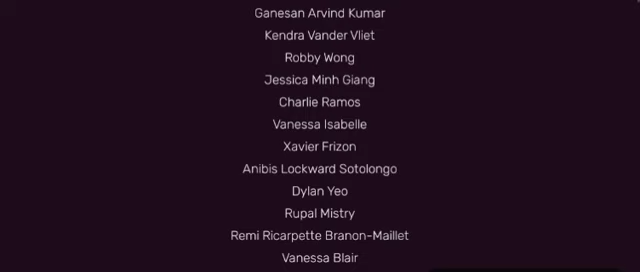 Ganesan Arvind Kumar
Kendra Vander Vliet
Robby Wong
Jessica Minh Giang
Charlie Ramos
Vanessa Isabelle
Xavier Frizon
Anibis Lockward Sotolongo
Dylan Yeo
Rupal Mistry
Remi Ricarpette Branon-Maillet
Vanessa Blair